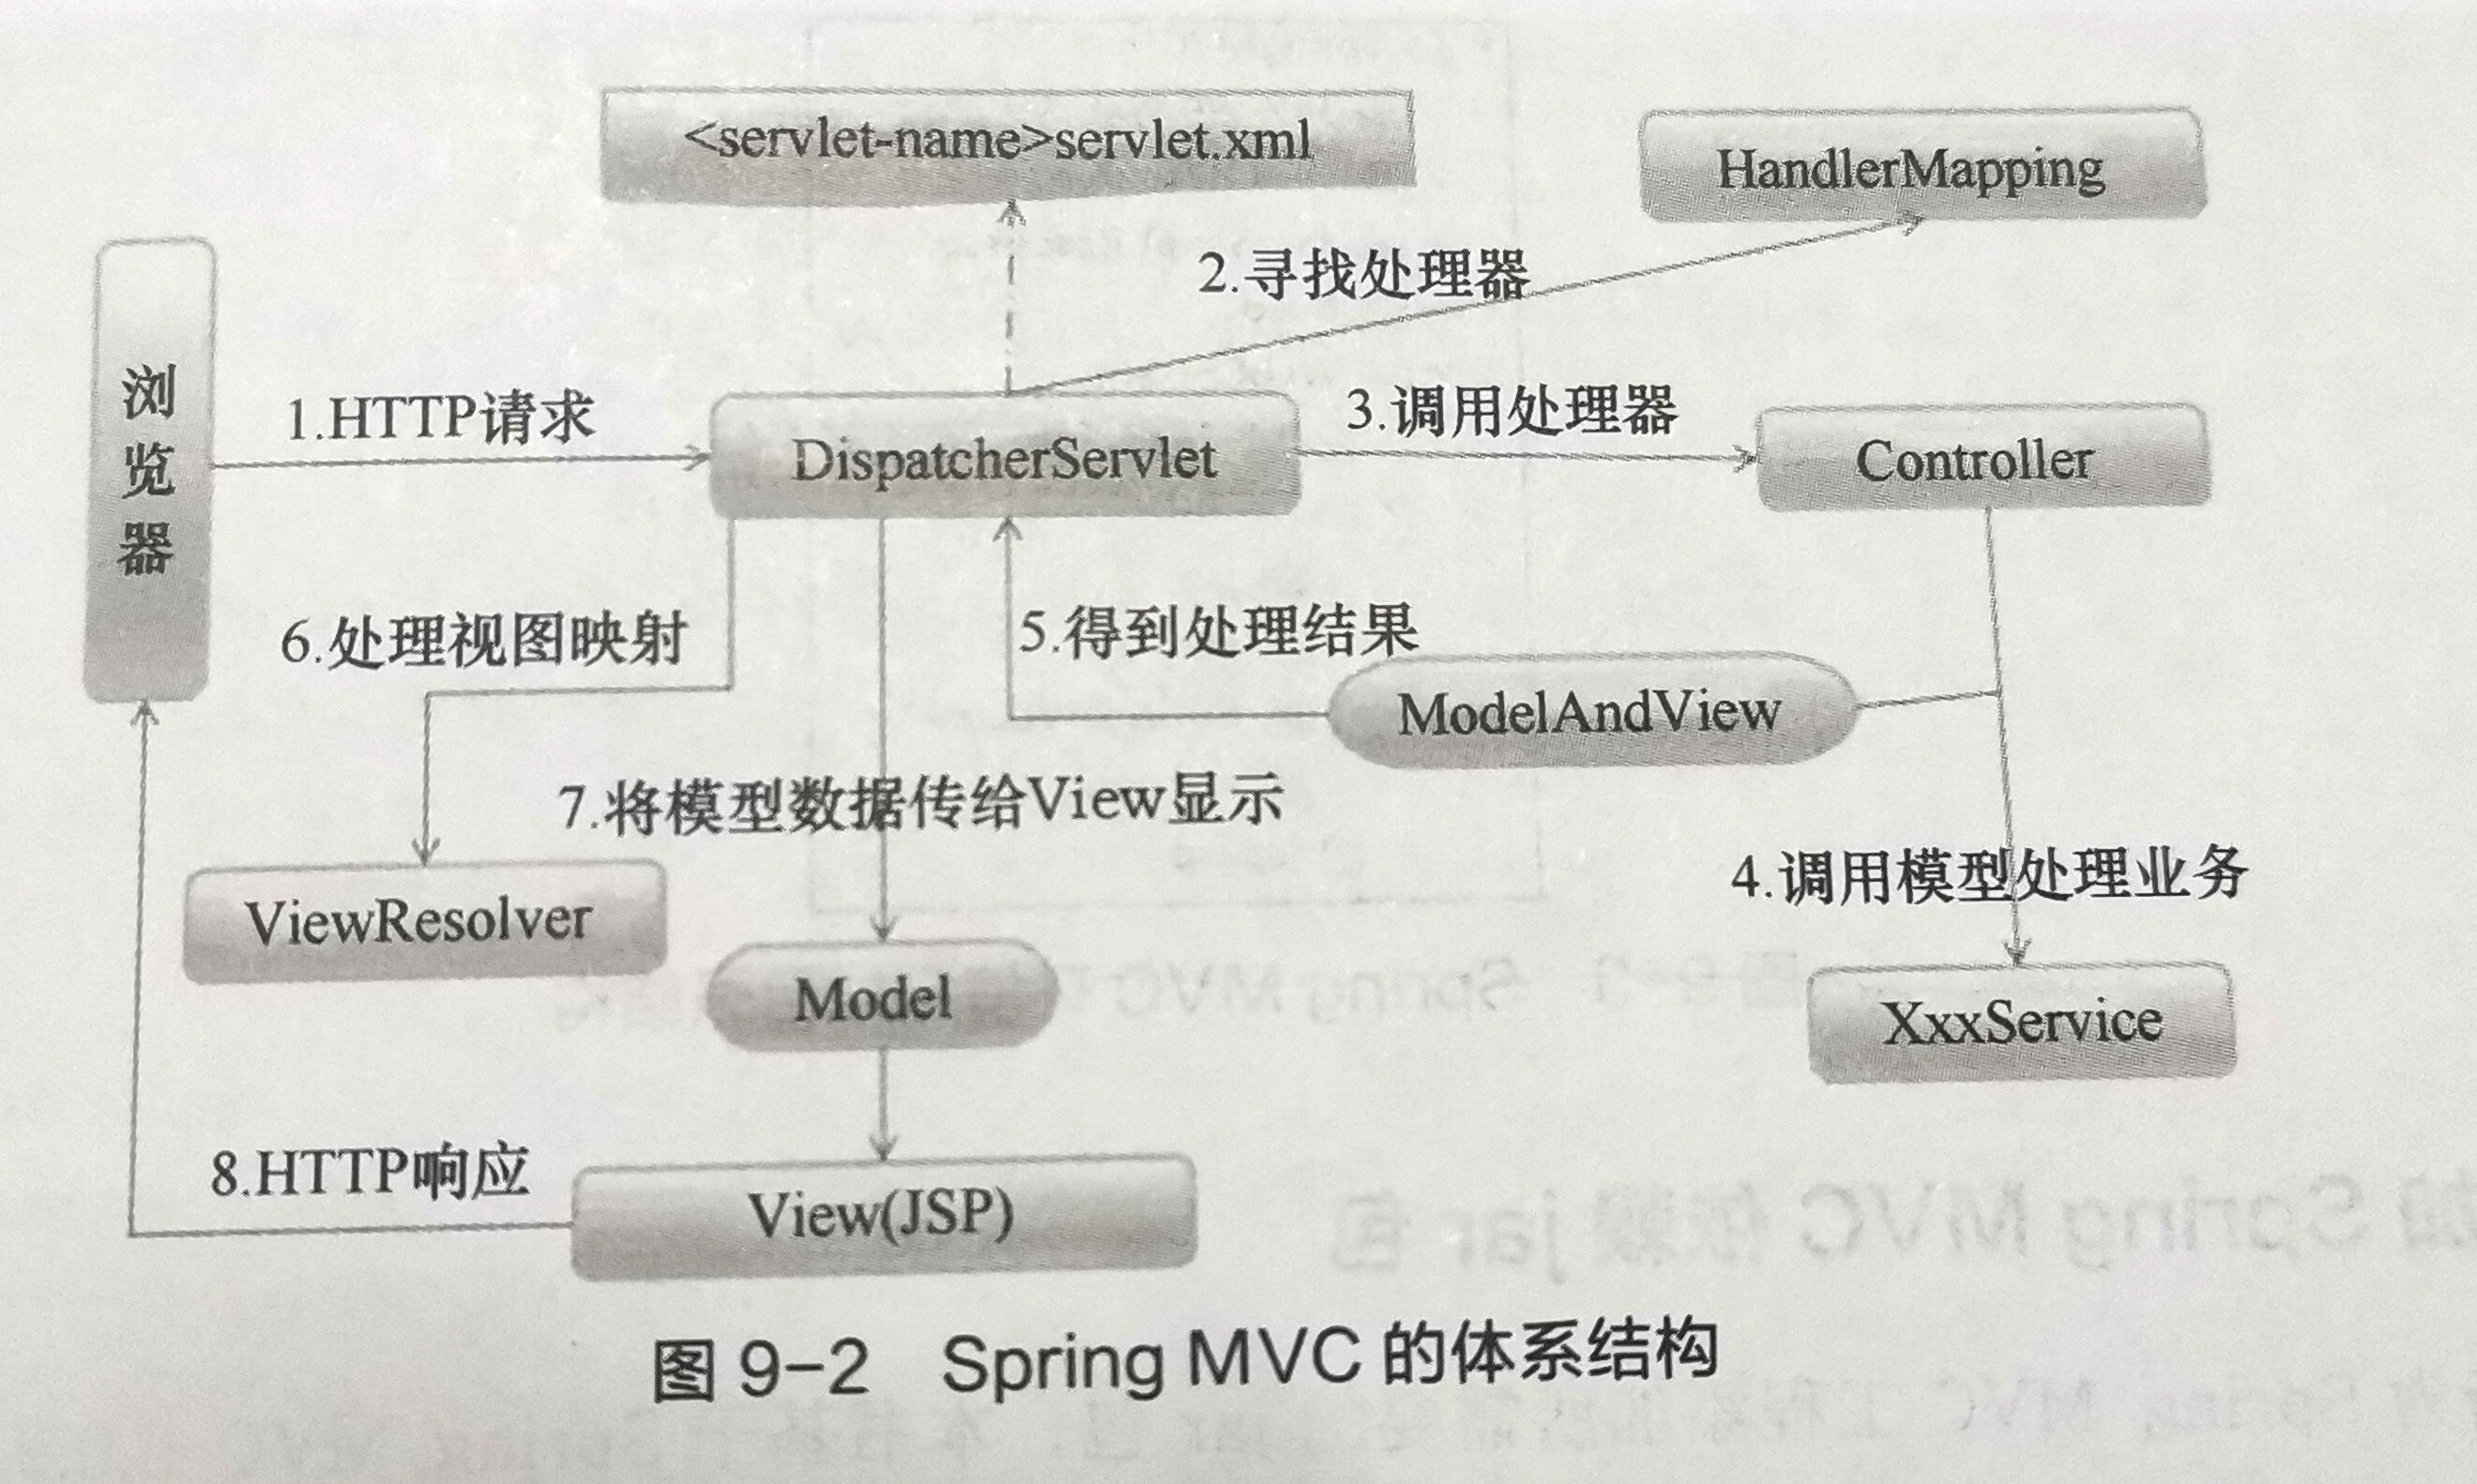 <servlet-name>servlet.xml
HandlerMapping
2.寻找处理器
浏览器
1.HTTP请求
DispatcherServlet
3.调用处理器
Controller
6.处理视图映射
5.得到处理结果
ModelAndView
7.将模型数据传给View显示
4.调用模型处理业务
ViewResolver
Model
XxxService
8.HTTP响应
View(JSP)
图 9-2 Spring MVC 的体系结构